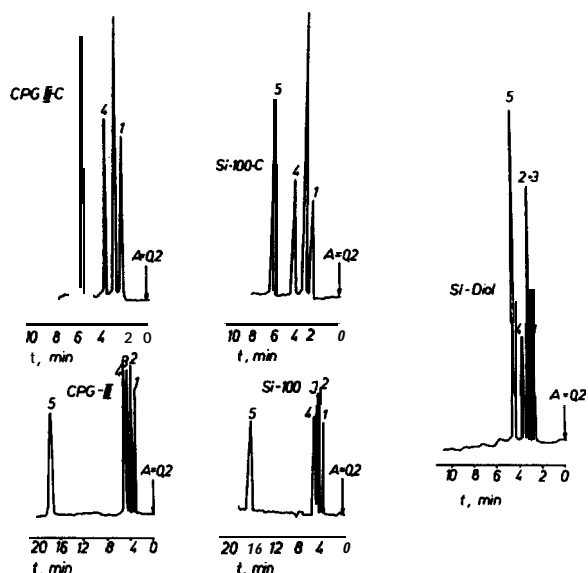 CPG III-C
4
1
A=0,2
10 8 6 4 2 0
t, min
5
Si-100-C
4
1
A=0.2
10 8 6 4 2 0
t, min
5
2+3
Si-Diol
4
1
A=0,2
10 8 6 4 2 0
t, min
CPG-II
5
4
3
2
1
A=0,2
20 16 12 8 4 0
t, min
Si-100
5
4
3
2
1
A=0.2
20 16 12 8 4 0
t, min